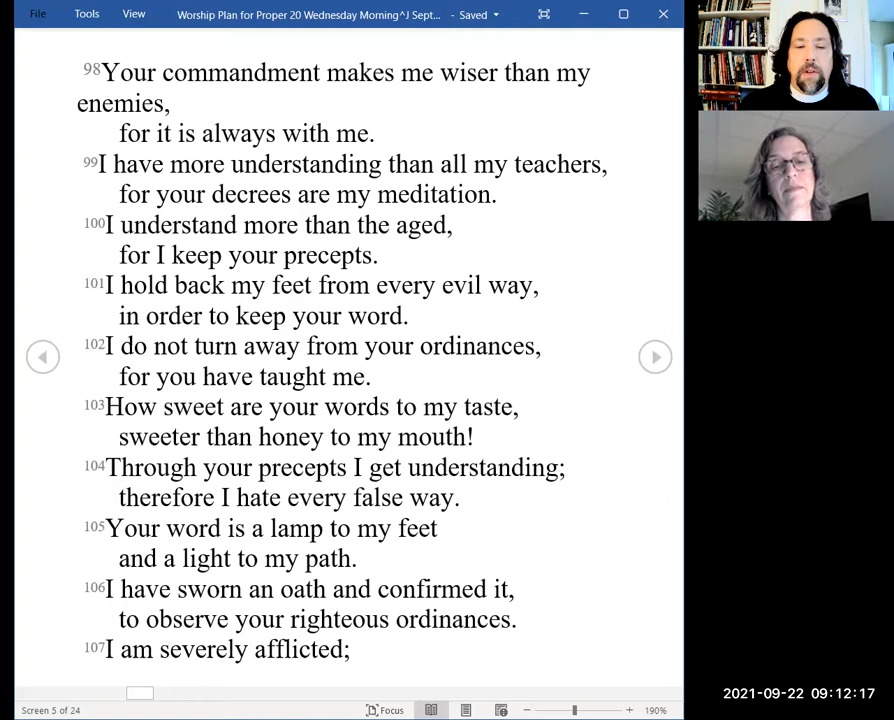 File Tools View Worship Plan for Proper 20 Wednesday Morning^J Sept... - Saved
98Your commandment makes me wiser than my
enemies,
for it is always with me.
99I have more understanding than all my teachers,
for your decrees are my meditation.
100I understand more than the aged,
for I keep your precepts.
101I hold back my feet from every evil way,
in order to keep your word.
102I do not turn away from your ordinances,
for you have taught me.
103How sweet are your words to my taste,
sweeter than honey to my mouth!
104Through your precepts I get understanding;
therefore I hate every false way.
105Your word is a lamp to my feet
and a light to my path.
106I have sworn an oath and confirmed it,
to observe your righteous ordinances.
107I am severely afflicted;
Screen 5 of 24 Focus 190%
2021-09-22 09:12:17